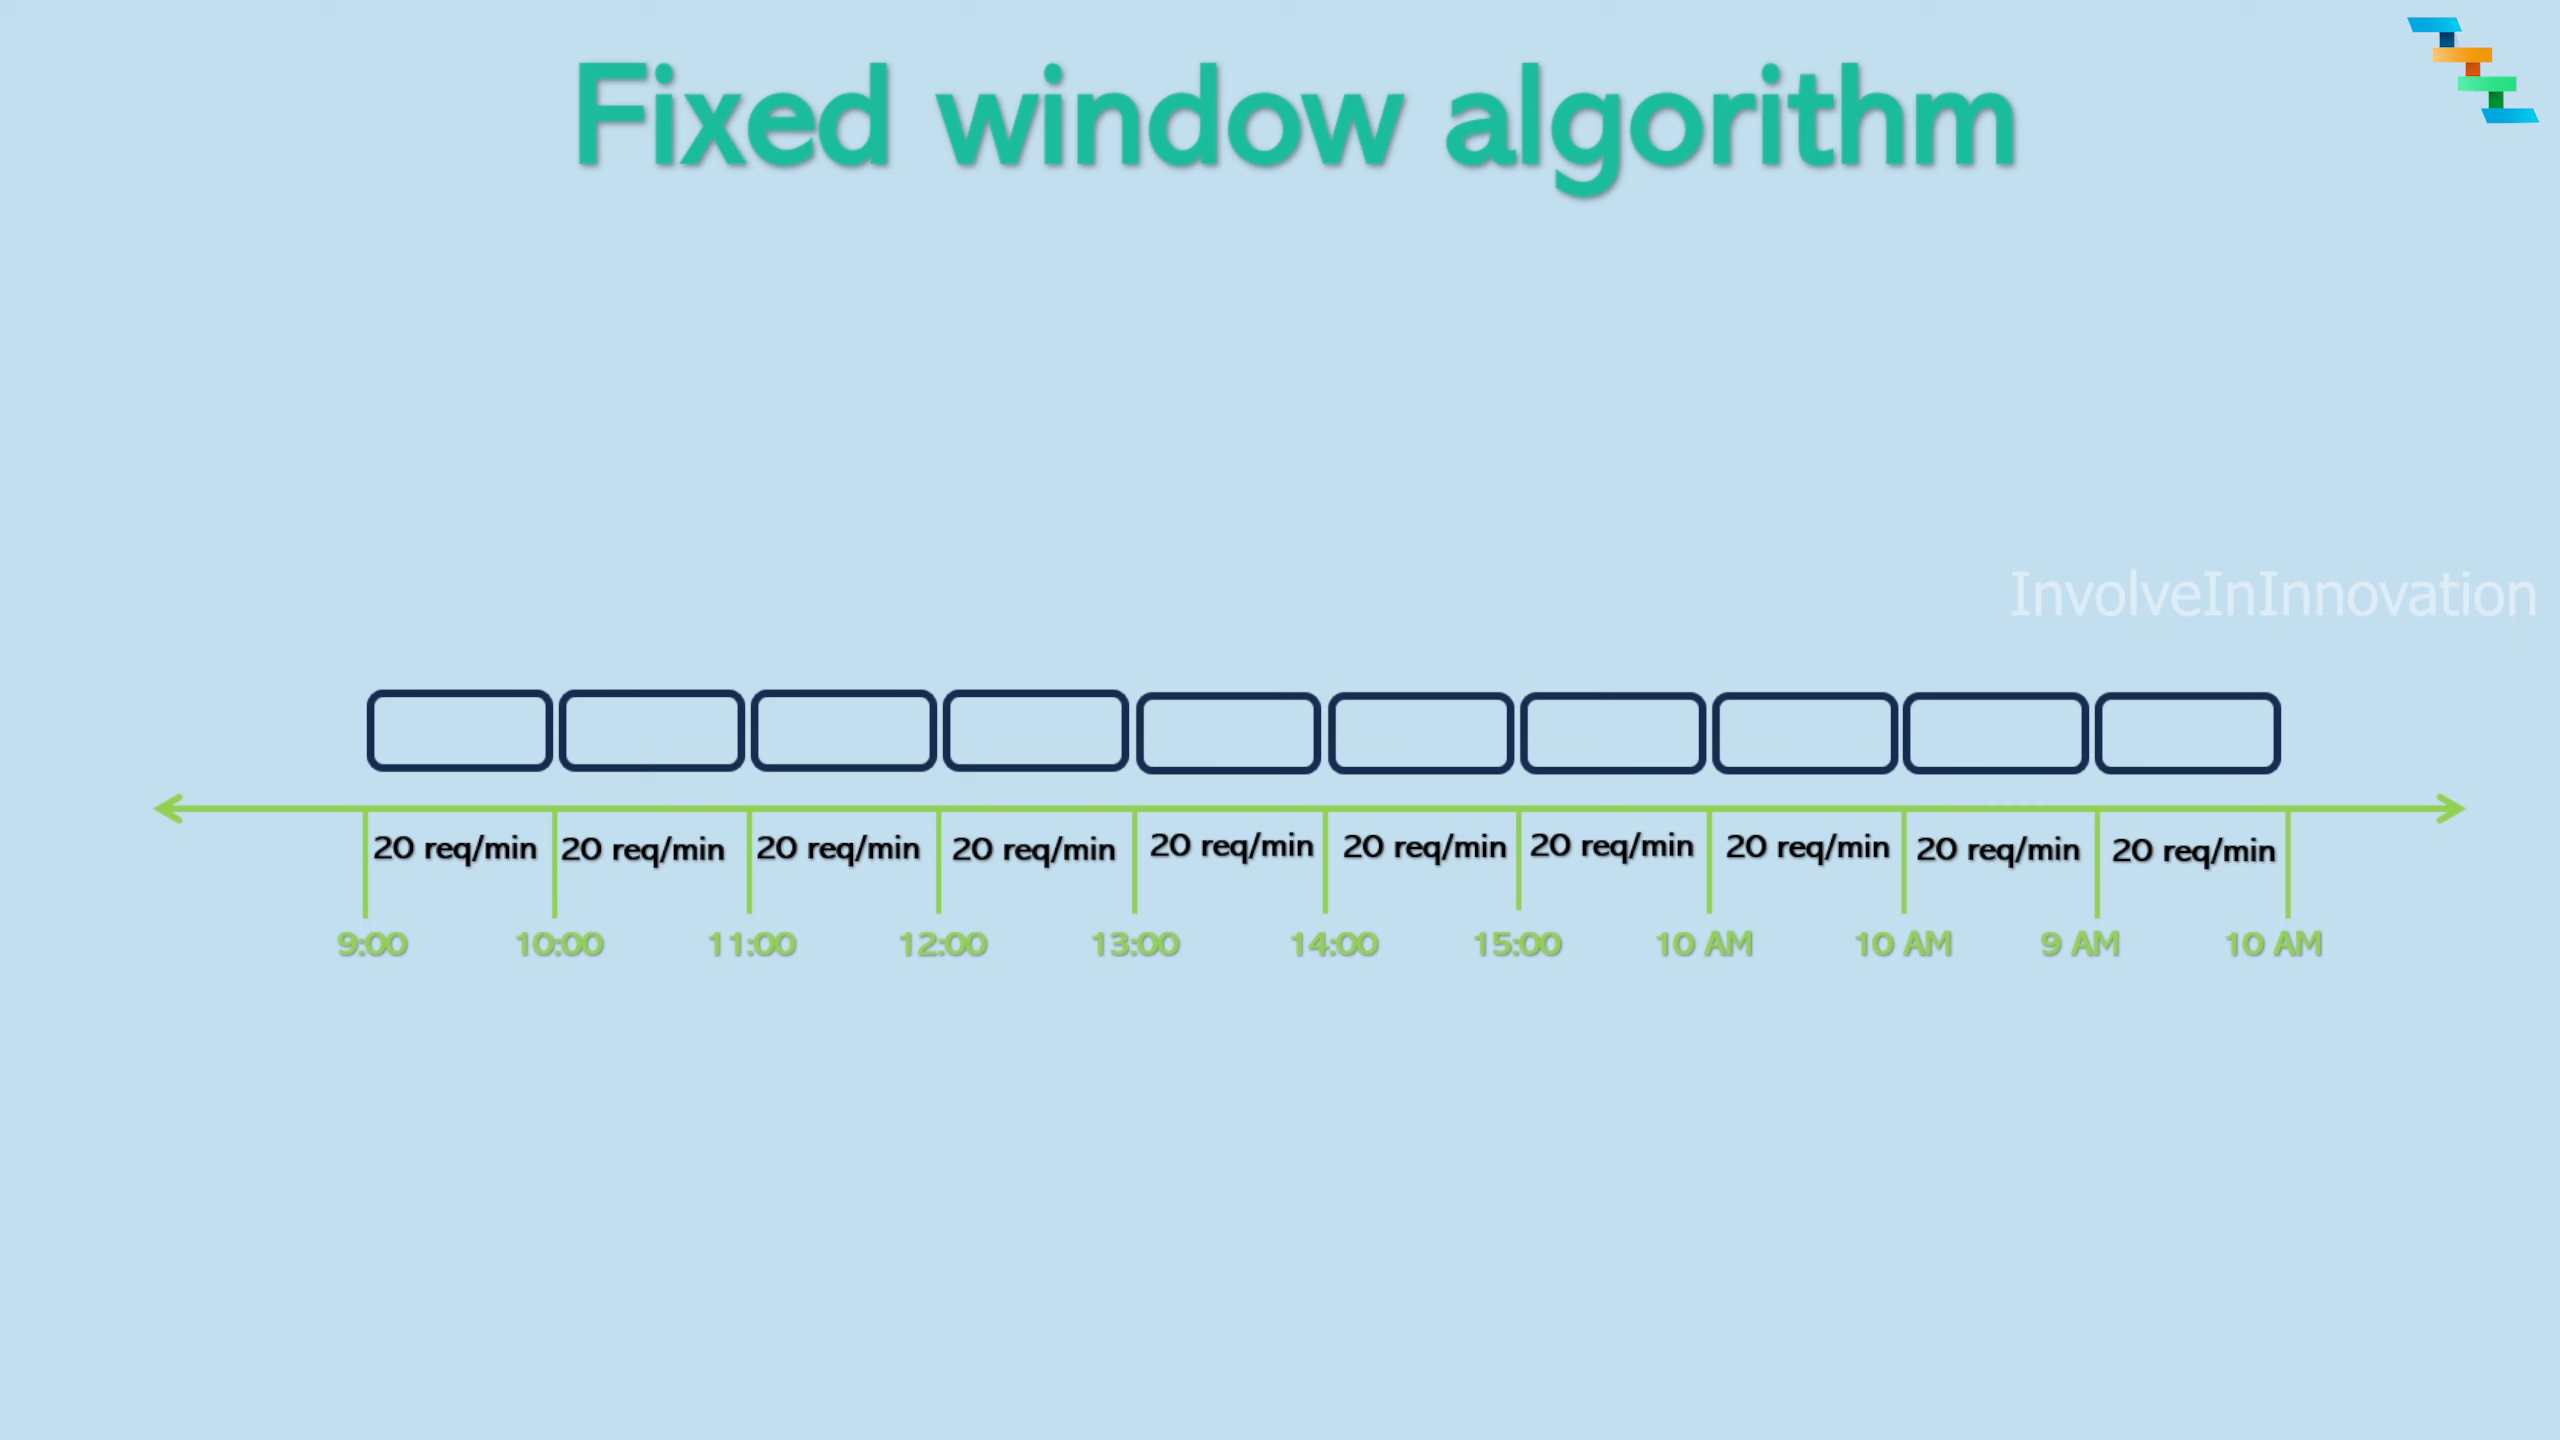 Fixed window algorithm
InvolveInInnovation
20 req/min 20 req/min 20 req/min 20 req/min 20 req/min 20 req/min 20 req/min 20 req/min 20 req/min 20 req/min
9:00 10:00 11:00 12:00 13:00 14:00 15:00 10 AM 10 AM 9 AM 10 AM